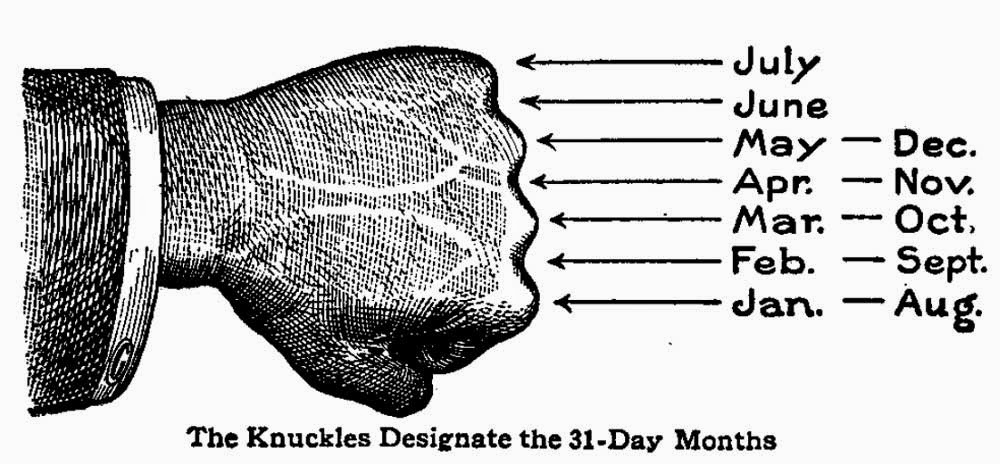 July
June
May — Dec.
Apr. — Nov.
Mar. — Oct.
Feb. — Sept.
Jan. — Aug.
The Knuckles Designate the 31-Day Months